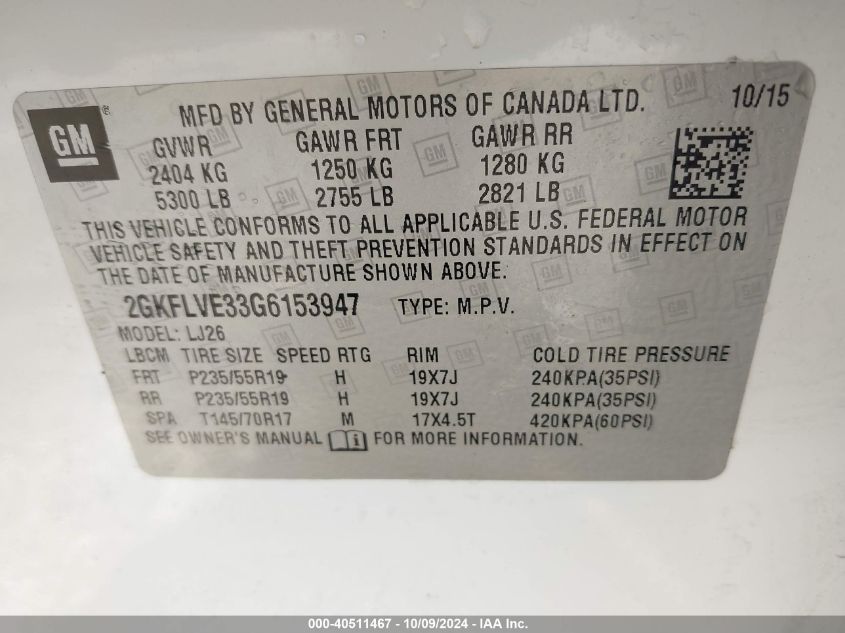 GM ®
MFD BY GENERAL MOTORS OF CANADA LTD. 10/15
GVWR GAWR FRT GAWR RR
2404 KG 1250 KG 1280 KG
5300 LB 2755 LB 2821 LB
THIS VEHICLE CONFORMS TO ALL APPLICABLE U.S. FEDERAL MOTOR
VEHICLE SAFETY AND THEFT PREVENTION STANDARDS IN EFFECT ON
THE DATE OF MANUFACTURE SHOWN ABOVE.
2GKFLVE33G6153947 TYPE: M.P.V.
MODEL: LJ26
LBCM TIRE SIZE SPEED RTG RIM COLD TIRE PRESSURE
FRT P235/55R19 H 19X7J 240KPA(35PSI)
RR P235/55R19 H 19X7J 240KPA(35PSI)
SPA T145/70R17 M 17X4.5T 420KPA(60PSI)
SEE OWNER'S MANUAL i FOR MORE INFORMATION.
000-40511467 - 10/09/2024 - IAA Inc.